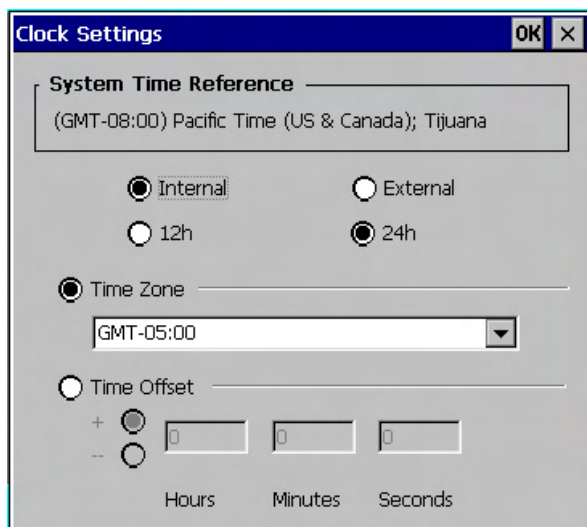 Clock Settings OK ×
System Time Reference
(GMT-08:00) Pacific Time (US & Canada); Tijuana
Internal External
12h 24h
Time Zone
GMT-05:00
Time Offset
+ 0 0 0
--
Hours Minutes Seconds